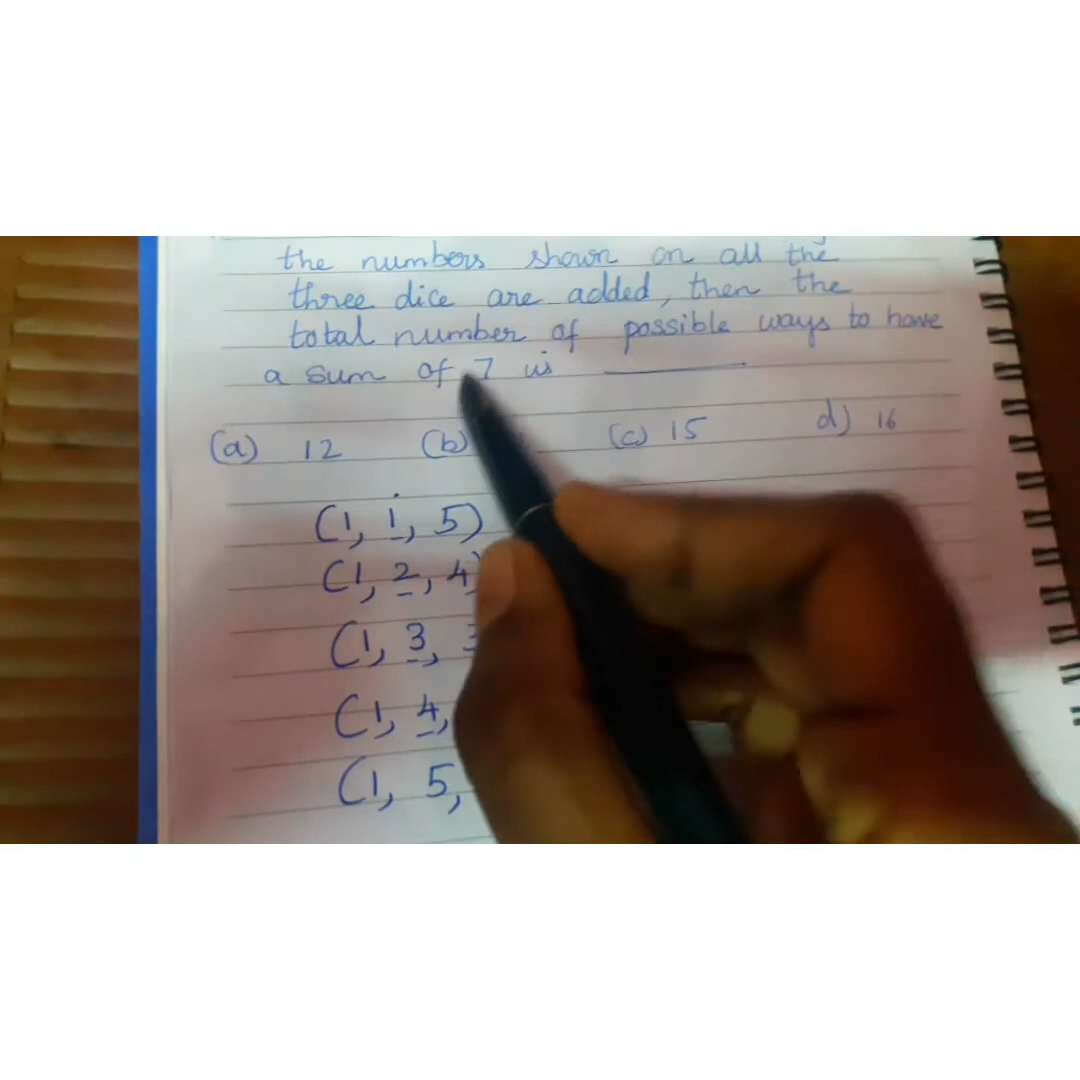 the numbers shown on all the
three dice are added, then the
total number of possible ways to have
a sum of 7 is
(a) 12 (b) (c) 15 d) 16
(1, 1, 5)
(1, 2, 4)
(1, 3, 3
(1, 4,
(1, 5,